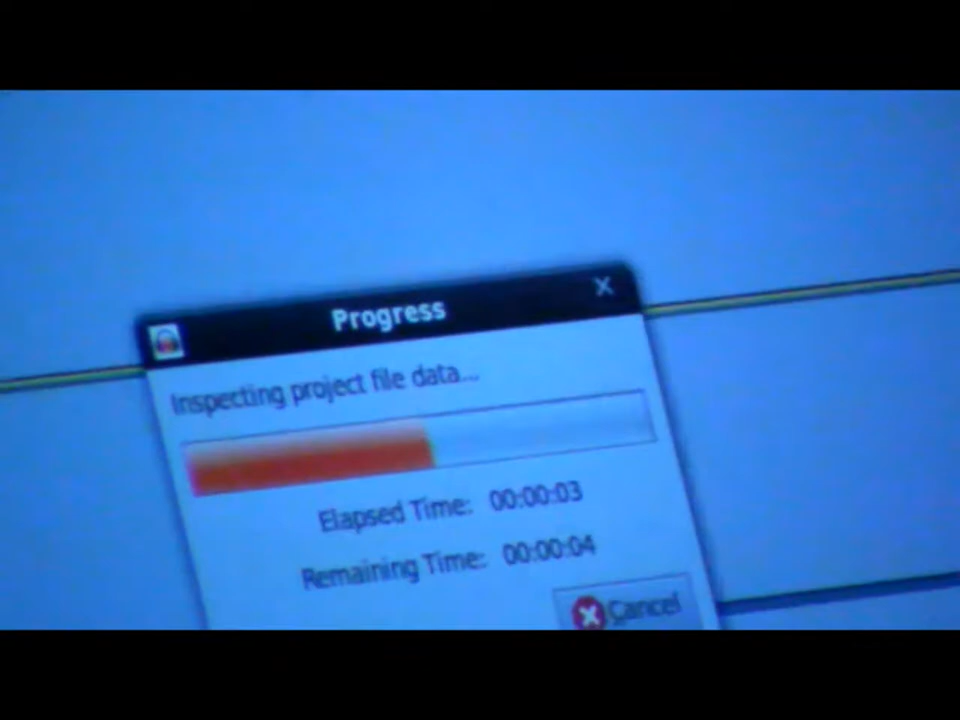 Progress
Inspecting project file data...
Elapsed Time: 00:00:03
Remaining Time: 00:00:04
Cancel